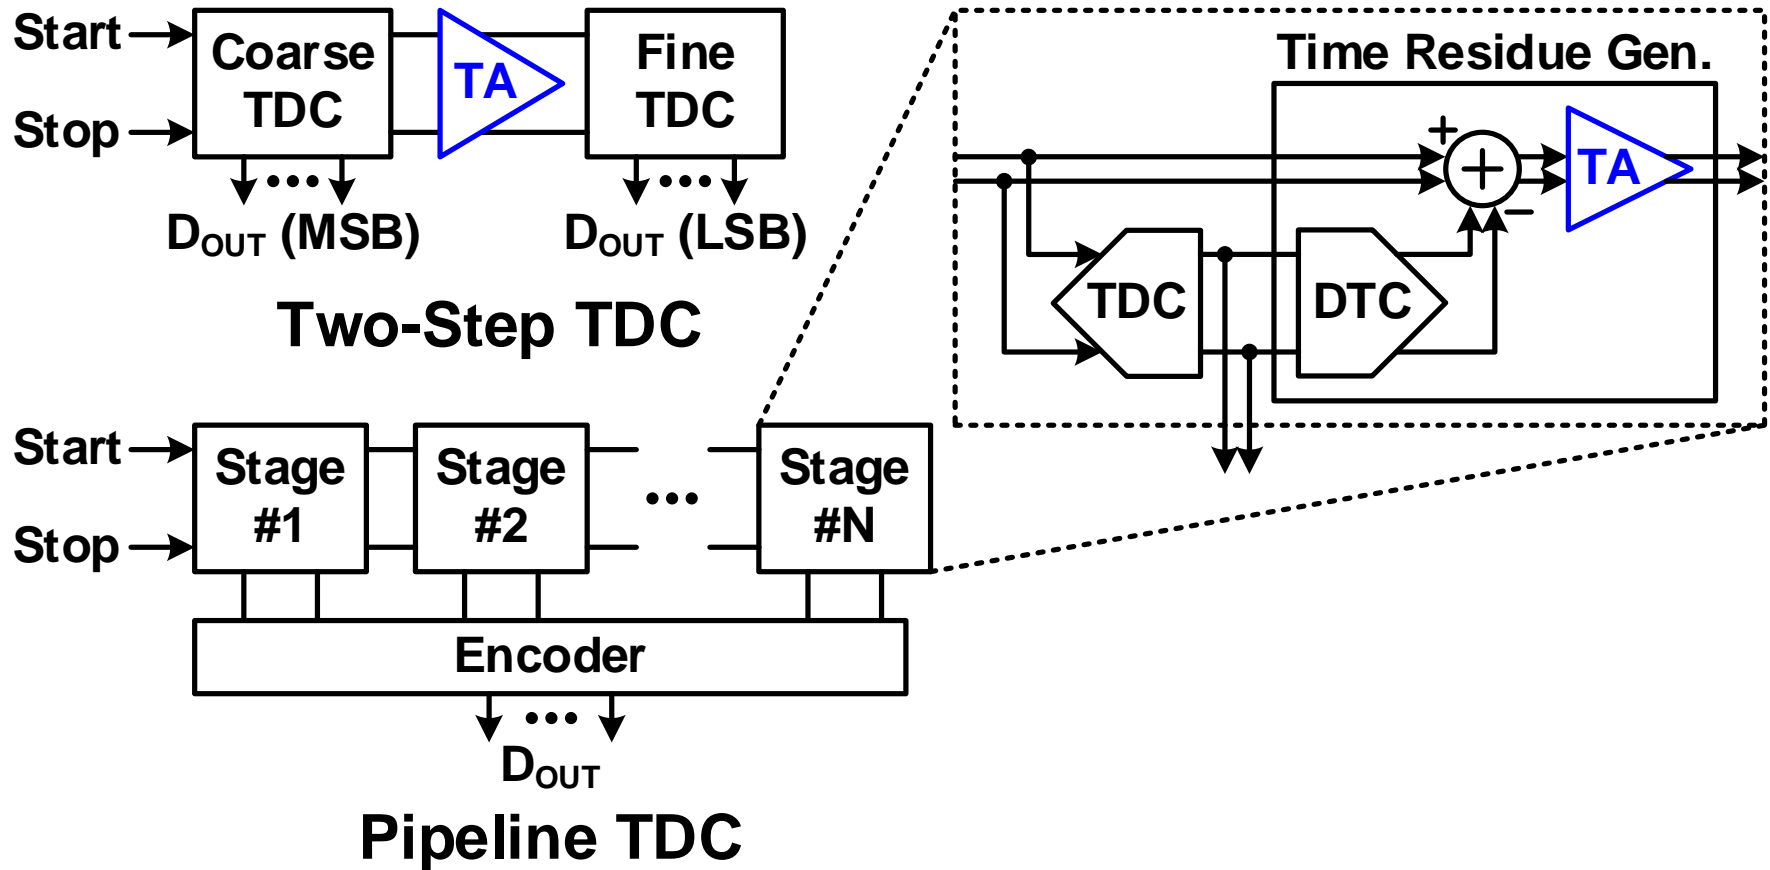 Start
Stop
Coarse
TDC
TA
Fine
TDC
DOUT (MSB)
DOUT (LSB)
Two-Step TDC
Time Residue Gen.
+
+
−
TA
TDC
DTC
Start
Stop
Stage
#1
Stage
#2
Stage
#N
Encoder
DOUT
Pipeline TDC